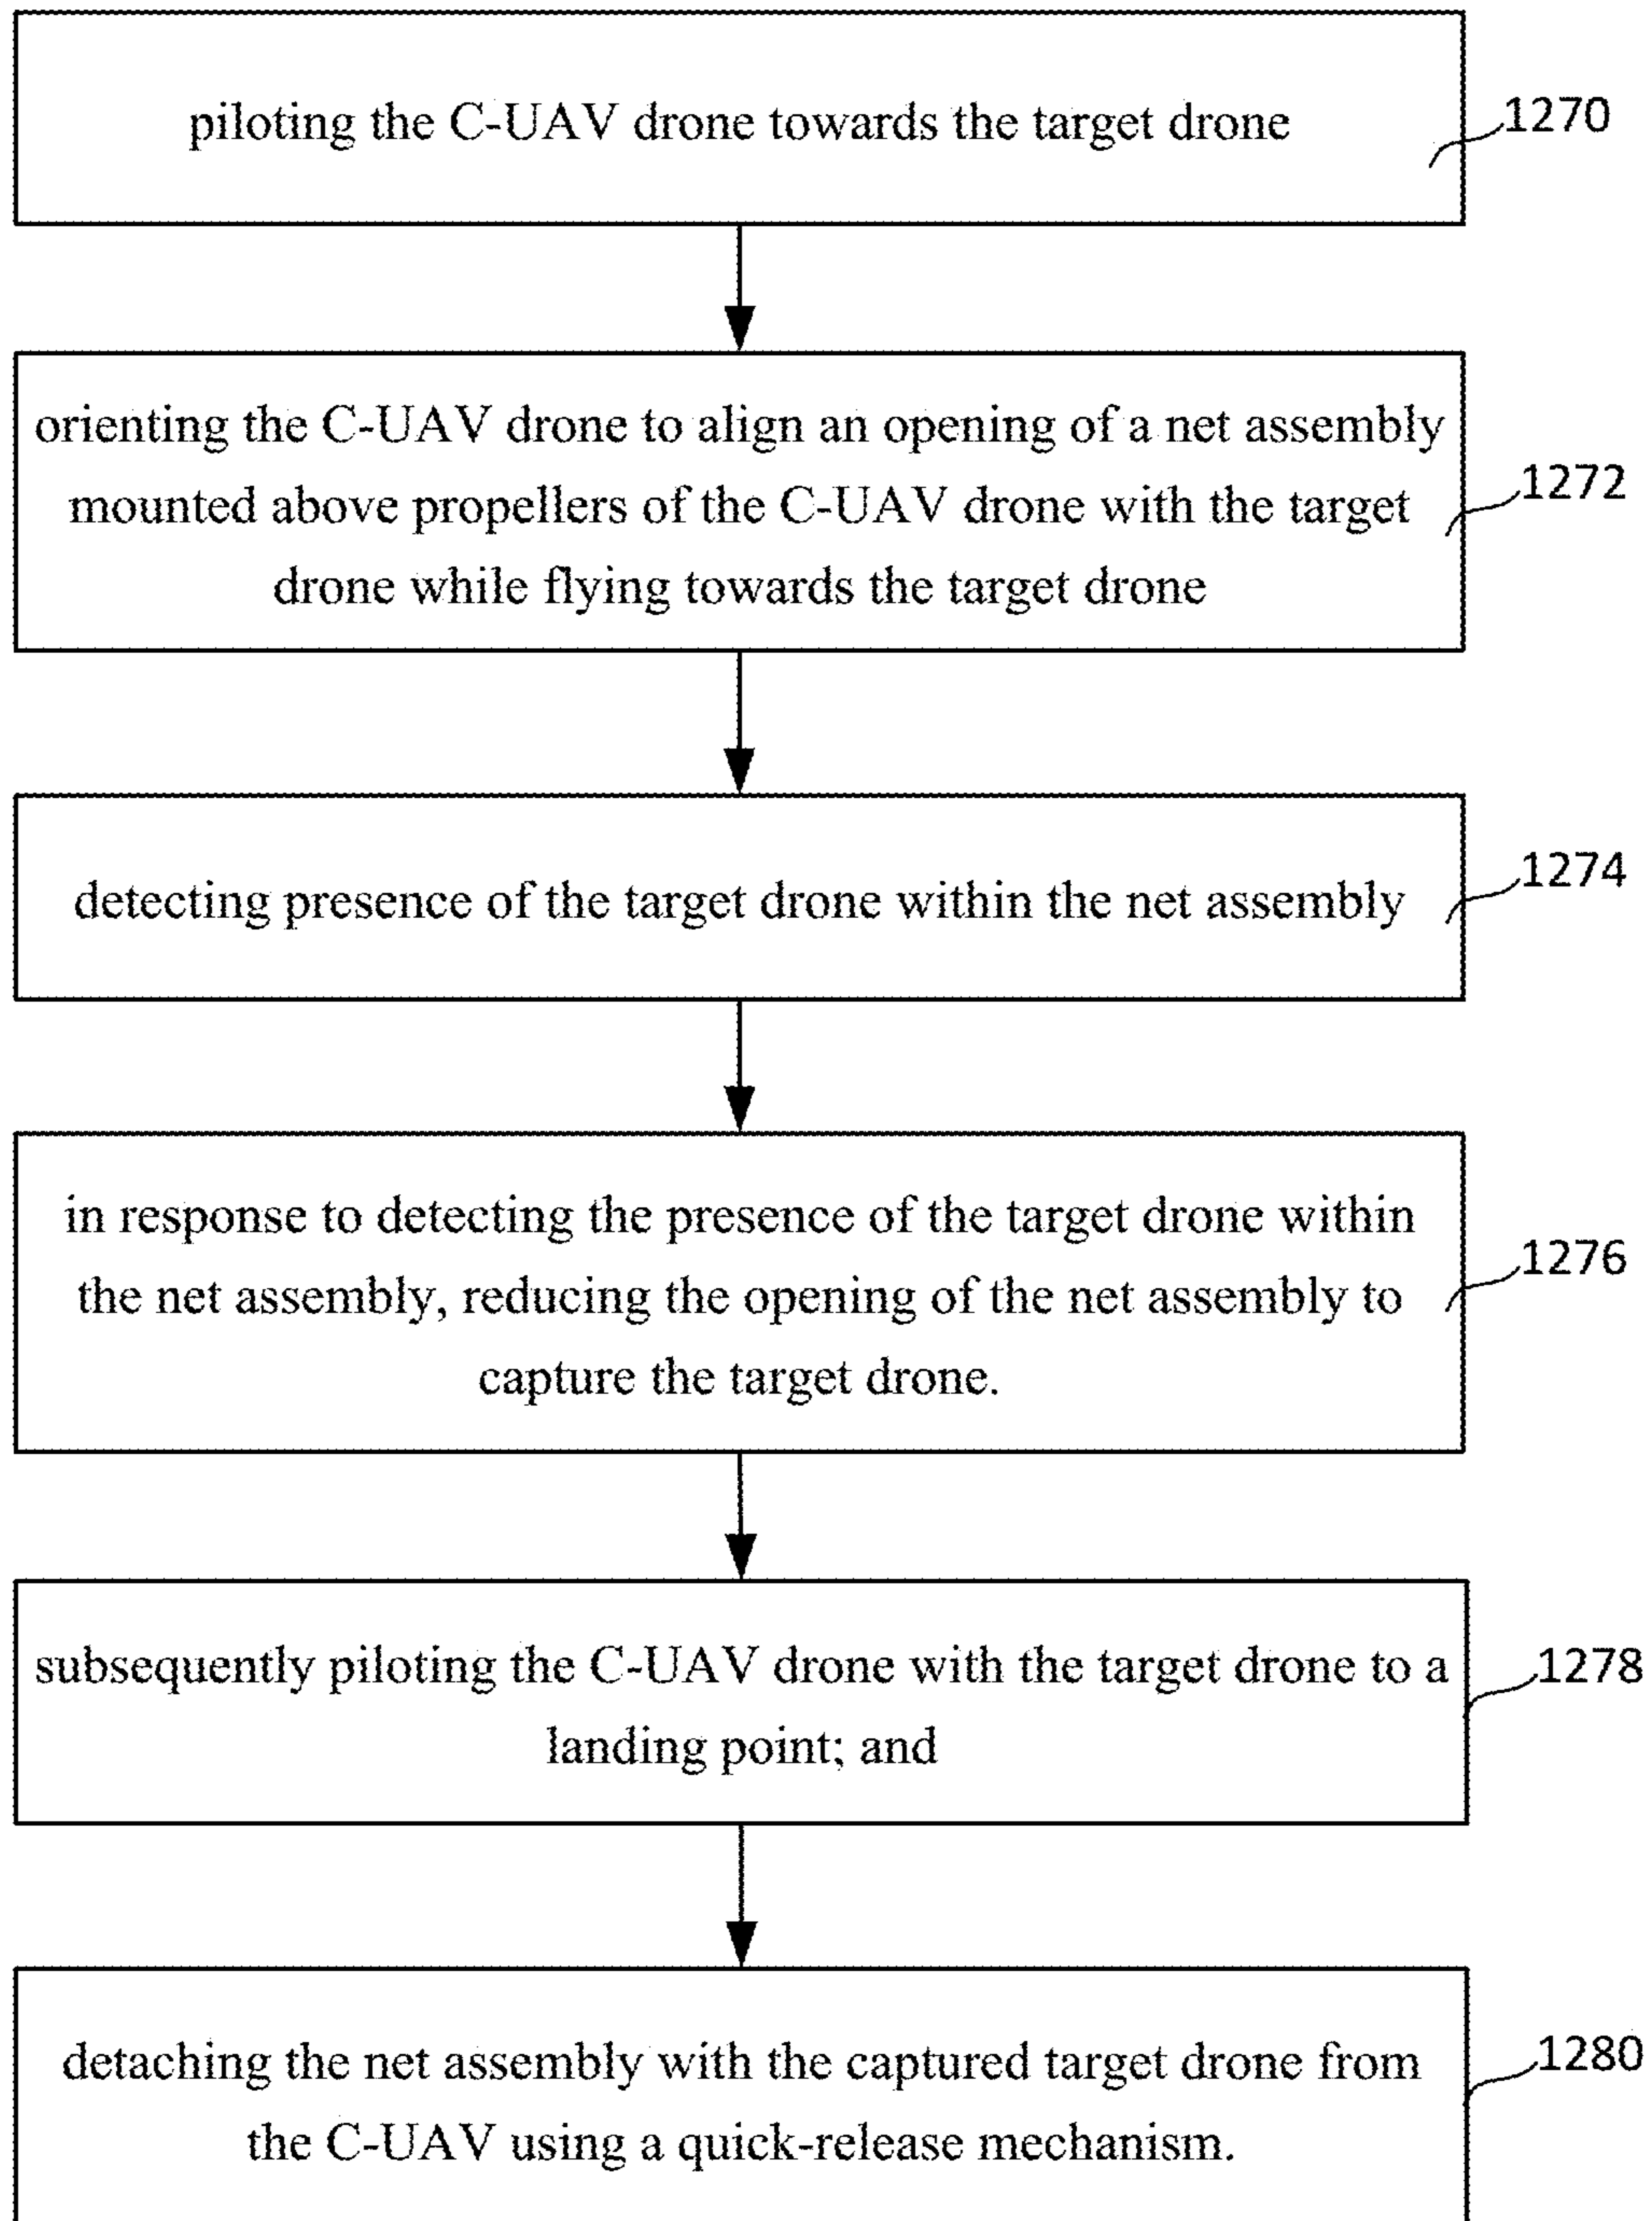 piloting the C-UAV drone towards the target drone
1270
orienting the C-UAV drone to align an opening of a net assembly
mounted above propellers of the C-UAV drone with the target
drone while flying towards the target drone
1272
detecting presence of the target drone within the net assembly
1274
in response to detecting the presence of the target drone within
the net assembly, reducing the opening of the net assembly to
capture the target drone.
1276
subsequently piloting the C-UAV drone with the target drone to a
landing point; and
1278
detaching the net assembly with the captured target drone from
the C-UAV using a quick-release mechanism.
1280